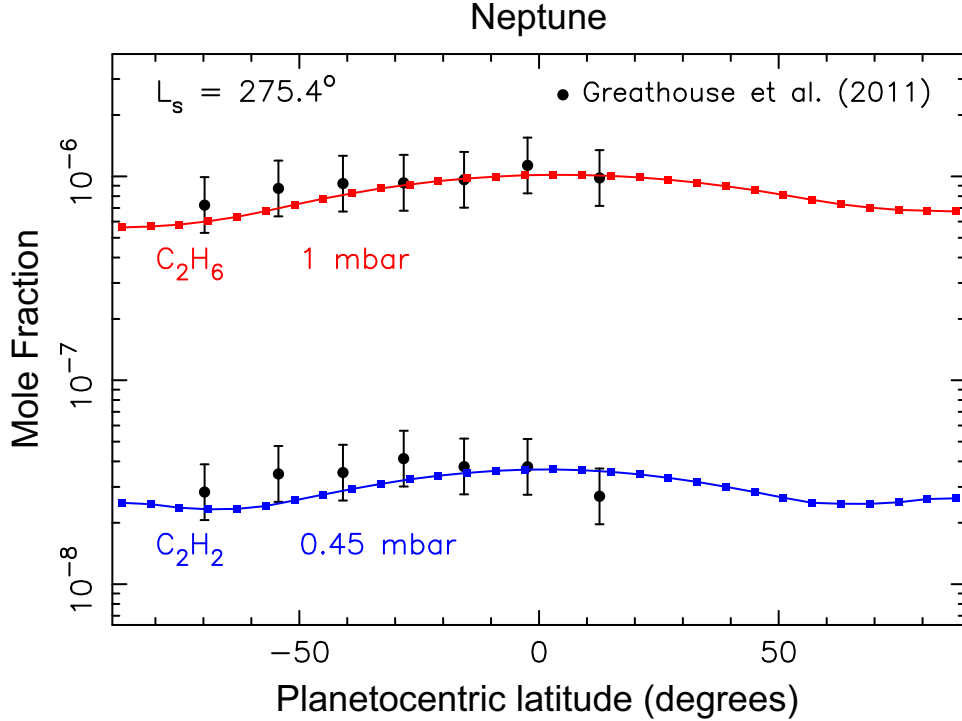 Neptune
Lₛ = 275.4°
Greathouse et al. (2011)
10⁻⁶
C₂H₆ 1 mbar
Mole Fraction
10⁻⁷
C₂H₂ 0.45 mbar
10⁻⁸
−50 0 50
Planetocentric latitude (degrees)